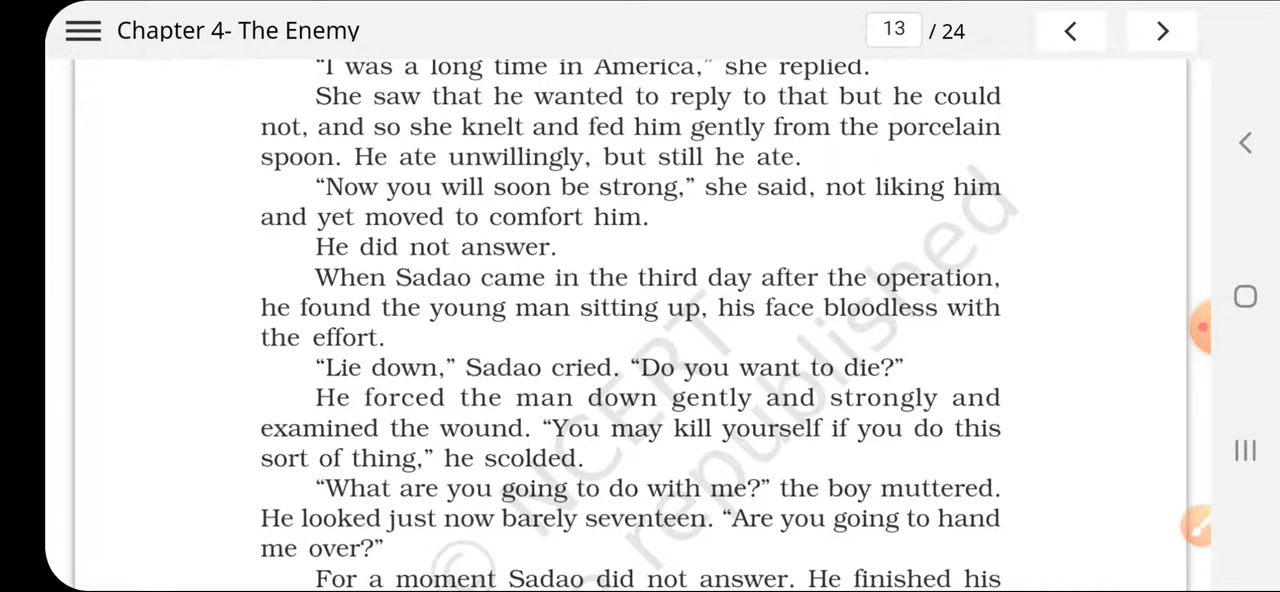 Chapter 4- The Enemy
13 / 24
"I was a long time in America," she replied.
She saw that he wanted to reply to that but he could
not, and so she knelt and fed him gently from the porcelain
spoon. He ate unwillingly, but still he ate.
“Now you will soon be strong,” she said, not liking him
and yet moved to comfort him.
He did not answer.
When Sadao came in the third day after the operation,
he found the young man sitting up, his face bloodless with
the effort.
“Lie down,” Sadao cried. “Do you want to die?”
He forced the man down gently and strongly and
examined the wound. “You may kill yourself if you do this
sort of thing,” he scolded.
“What are you going to do with me?” the boy muttered.
He looked just now barely seventeen. “Are you going to hand
me over?”
For a moment Sadao did not answer. He finished his
© NCERT
republished